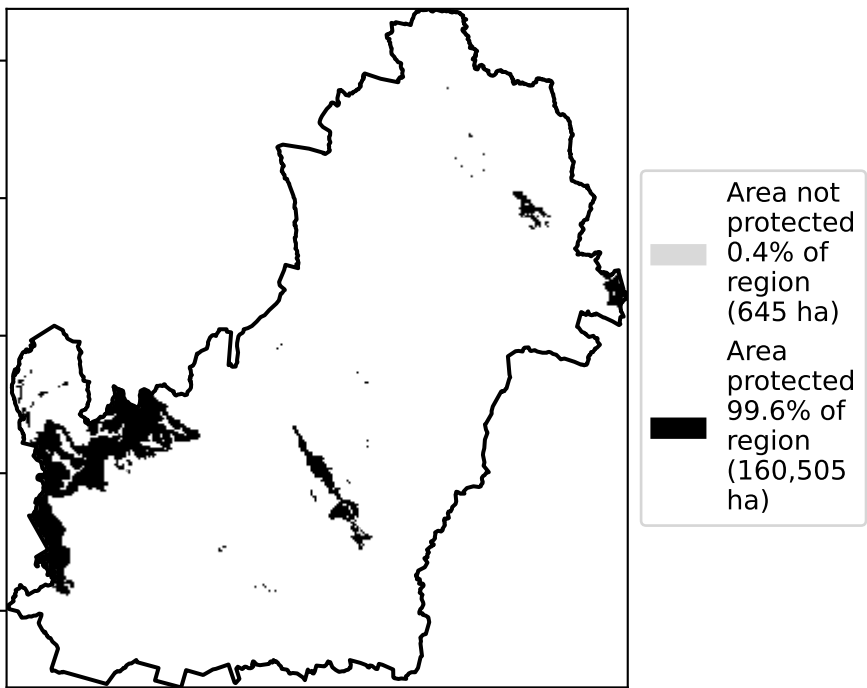 Area not
protected
0.4% of
region
(645 ha)
Area
protected
99.6% of
region
(160,505
ha)